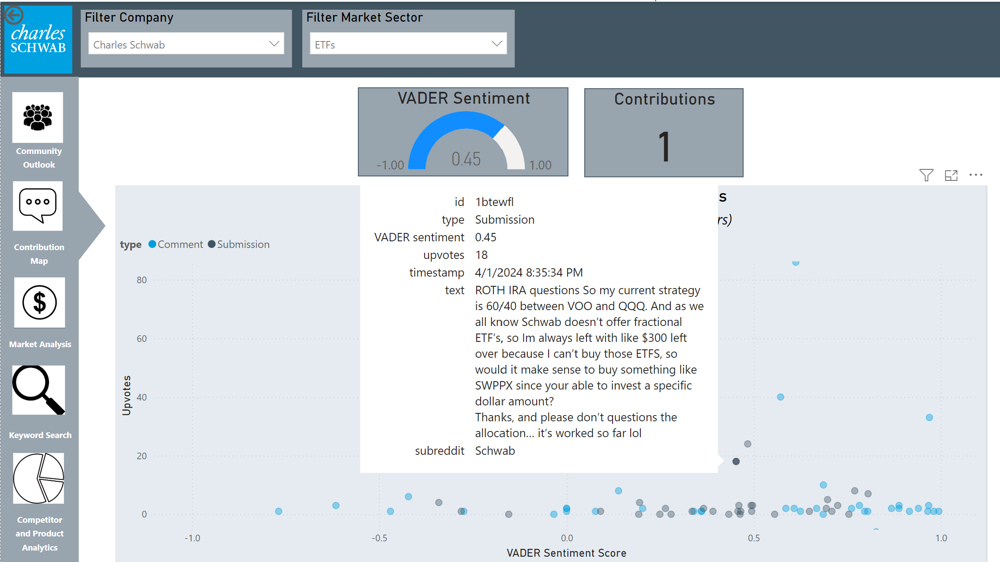 charles
SCHWAB
Filter Company
Charles Schwab
Filter Market Sector
ETFs
Community
Outlook
Contribution
Map
Market Analysis
Keyword Search
Competitor
and Product
Analytics
VADER Sentiment
-1.00
0.45
1.00
Contributions
1
s
rs)
type Comment Submission
id 1btewfl
type Submission
VADER sentiment 0.45
upvotes 18
timestamp 4/1/2024 8:35:34 PM
text ROTH IRA questions So my current strategy
is 60/40 between VOO and QQQ. And as we
all know Schwab doesn’t offer fractional
ETF’s, so Im always left with like $300 left
over because I can’t buy those ETFS, so
would it make sense to buy something like
SWPPX since your able to invest a specific
dollar amount?
Thanks, and please don’t questions the
allocation... it’s worked so far lol
subreddit Schwab
Upvotes
80
60
40
20
0
-1.0
-0.5
0.0
0.5
1.0
VADER Sentiment Score